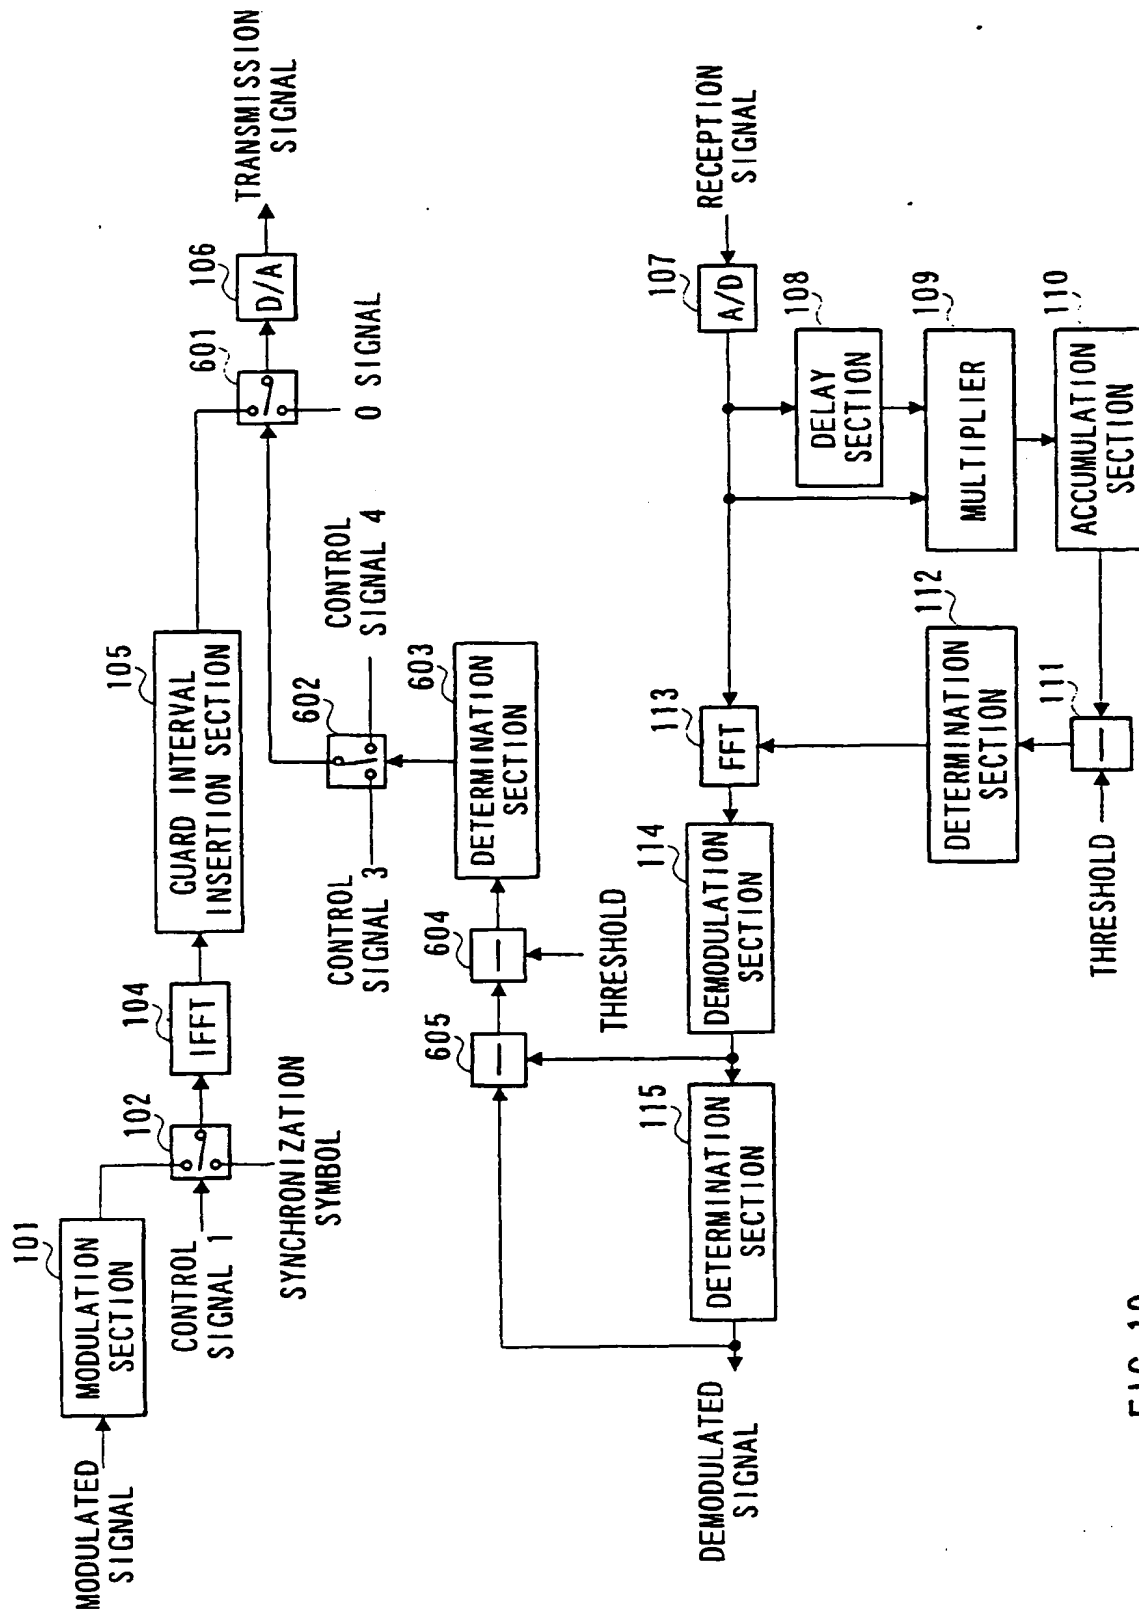 MODULATED
SIGNAL
101
MODULATION
SECTION
CONTROL
SIGNAL 1
102
SYNCHRONIZATION
SYMBOL
104
IFFT
105
GUARD INTERVAL
INSERTION SECTION
601
0 SIGNAL
106
D/A
TRANSMISSION
SIGNAL
CONTROL
SIGNAL 3
602
CONTROL
SIGNAL 4
603
DETERMINATION
SECTION
604
THRESHOLD
605
DEMODULATED
SIGNAL
115
DETERMINATION
SECTION
114
DEMODULATION
SECTION
113
FFT
107
A/D
RECEPTION
SIGNAL
108
DELAY
SECTION
109
MULTIPLIER
110
ACCUMULATION
SECTION
112
DETERMINATION
SECTION
111
THRESHOLD